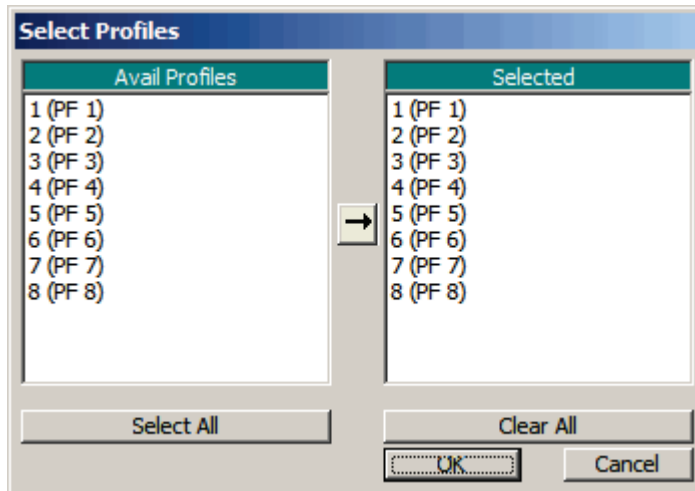 Select Profiles
Avail Profiles
1 (PF 1)
2 (PF 2)
3 (PF 3)
4 (PF 4)
5 (PF 5)
6 (PF 6)
7 (PF 7)
8 (PF 8)
Select All
Selected
1 (PF 1)
2 (PF 2)
3 (PF 3)
4 (PF 4)
5 (PF 5)
6 (PF 6)
7 (PF 7)
8 (PF 8)
Clear All
OK
Cancel